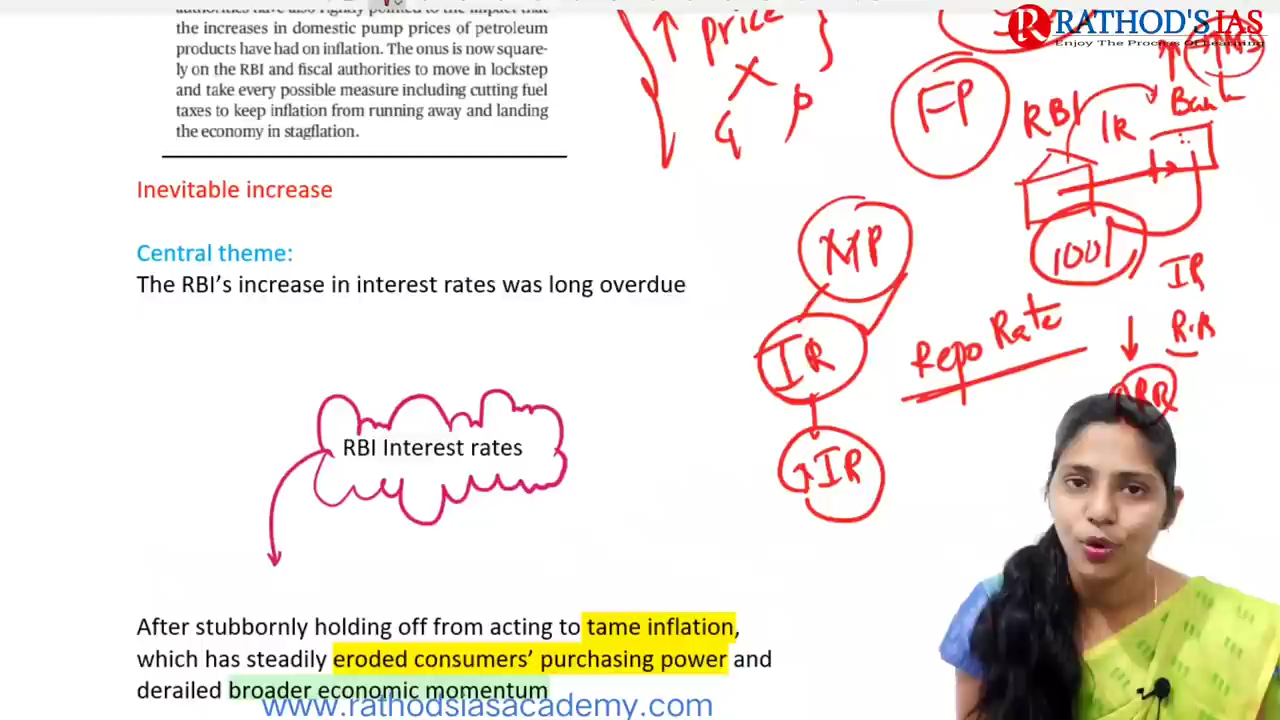 the increases in domestic pump prices of petroleum
products have had on inflation. The onus is now square-
ly on the RBI and fiscal authorities to move in lockstep
and take every possible measure including cutting fuel
taxes to keep inflation from running away and landing
the economy in stagflation.
Inevitable increase
Central theme:
The RBI's increase in interest rates was long overdue
RBI Interest rates
After stubbornly holding off from acting to tame inflation,
which has steadily eroded consumers' purchasing power and
derailed broader economic momentum
www.rathodsiasacademy.com
price
FP
RBI
IR
Bank
MP
100/
IR
IR
Repo Rate
R.R
RR
IR
RATHOD'S IAS
Enjoy The Process Of Learning